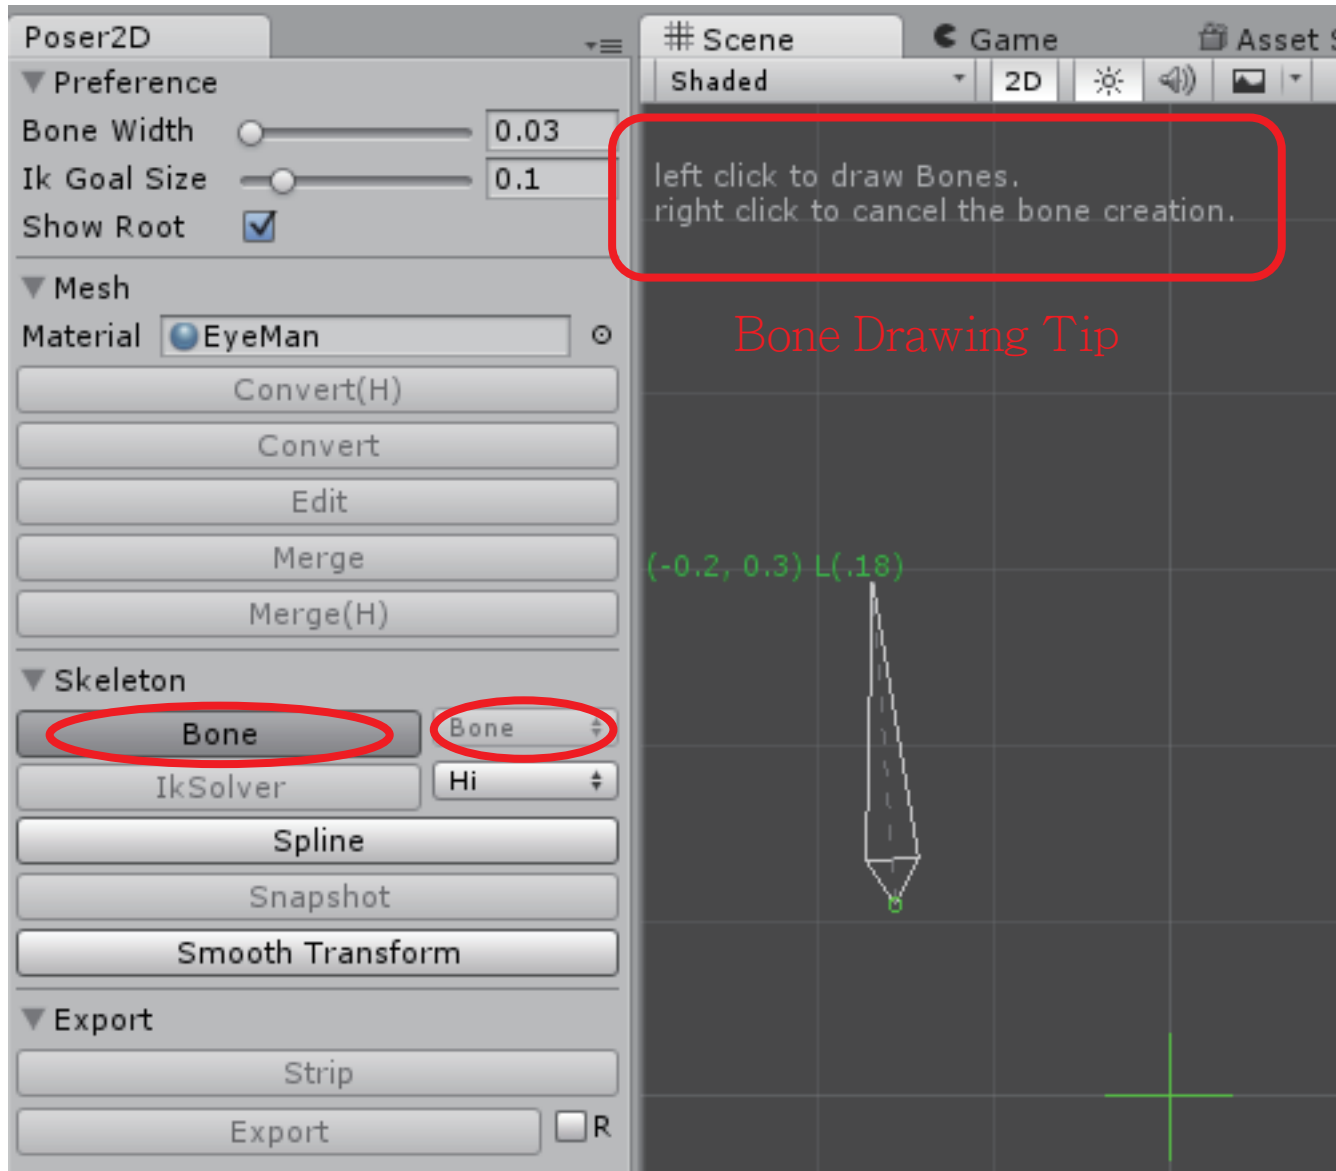 Poser2D
Preference
Bone Width 0.03
Ik Goal Size 0.1
Show Root
Mesh
Material EyeMan
Convert(H)
Convert
Edit
Merge
Merge(H)
Skeleton
Bone Bone
IkSolver Hi
Spline
Snapshot
Smooth Transform
Export
Strip
Export R
Scene Game Asset S
Shaded 2D
left click to draw Bones.
right click to cancel the bone creation.
Bone Drawing Tip
(-0.2, 0.3) L(.18)